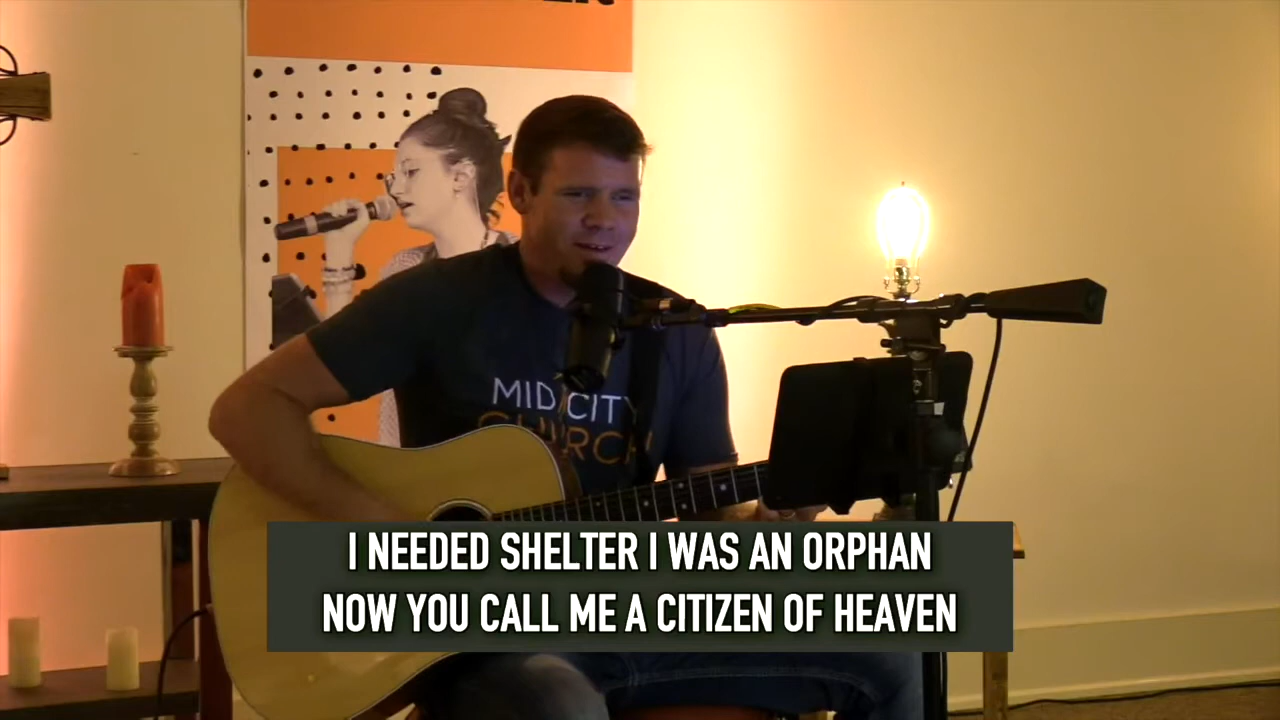 MID CITY
CHURCH
I NEEDED SHELTER I WAS AN ORPHAN
NOW YOU CALL ME A CITIZEN OF HEAVEN